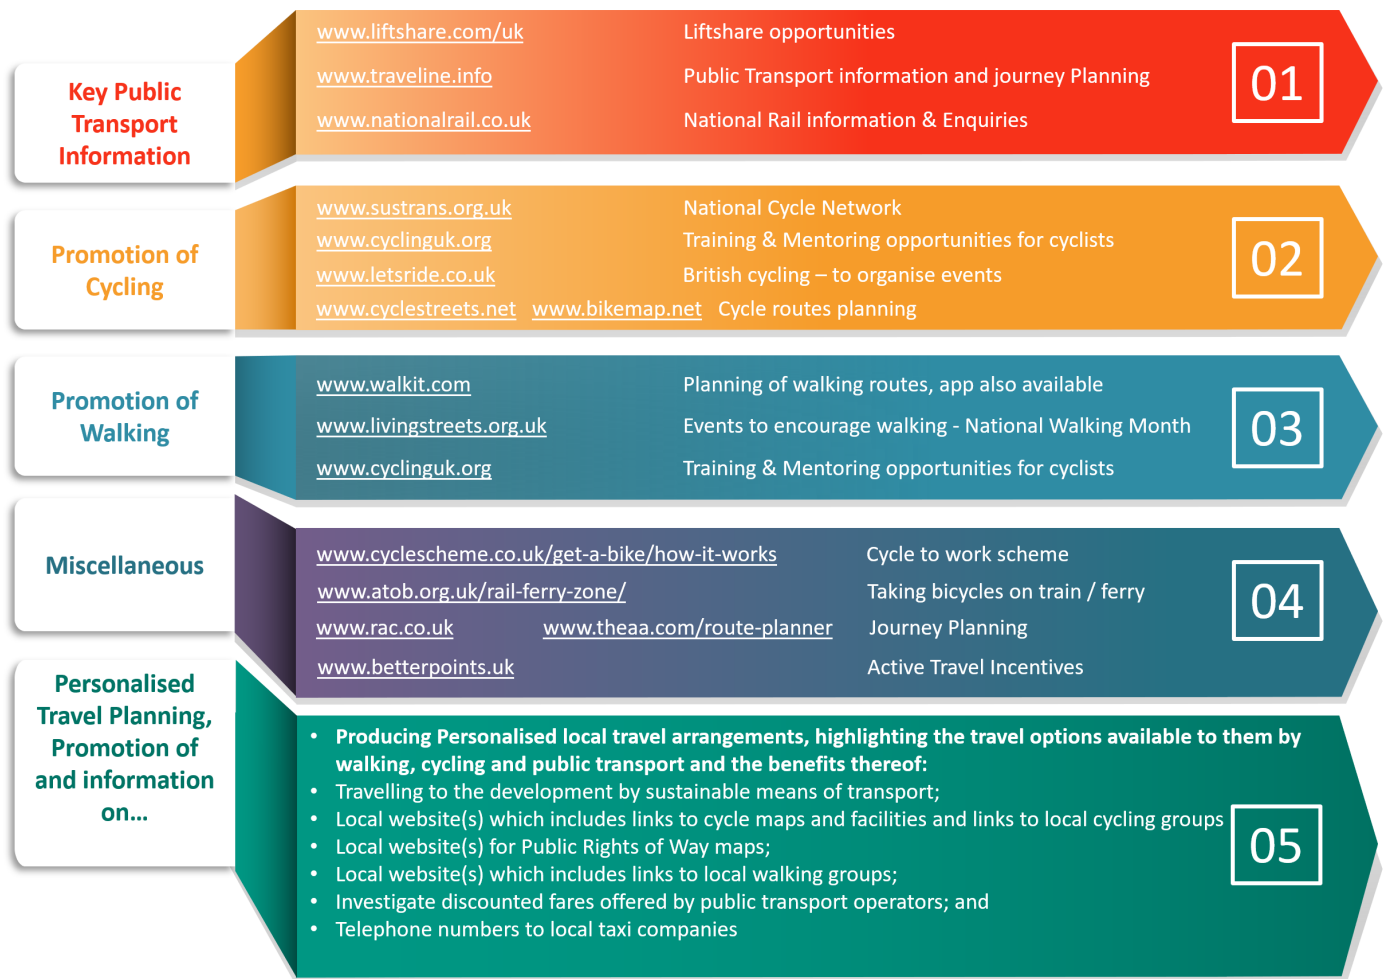 Key Public
Transport
Information
www.liftshare.com/uk Liftshare opportunities
www.traveline.info Public Transport information and journey Planning
www.nationalrail.co.uk National Rail information & Enquiries
01
Promotion of
Cycling
www.sustrans.org.uk National Cycle Network
www.cyclinguk.org Training & Mentoring opportunities for cyclists
www.letsride.co.uk British cycling – to organise events
www.cyclestreets.net www.bikemap.net Cycle routes planning
02
Promotion of
Walking
www.walkit.com Planning of walking routes, app also available
www.livingstreets.org.uk Events to encourage walking - National Walking Month
www.cyclinguk.org Training & Mentoring opportunities for cyclists
03
Miscellaneous
www.cyclescheme.co.uk/get-a-bike/how-it-works Cycle to work scheme
www.atob.org.uk/rail-ferry-zone/ Taking bicycles on train / ferry
www.rac.co.uk www.theaa.com/route-planner Journey Planning
www.betterpoints.uk Active Travel Incentives
04
Personalised
Travel Planning,
Promotion of
and information
on...
• Producing Personalised local travel arrangements, highlighting the travel options available to them by
walking, cycling and public transport and the benefits thereof:
• Travelling to the development by sustainable means of transport;
• Local website(s) which includes links to cycle maps and facilities and links to local cycling groups
• Local website(s) for Public Rights of Way maps;
• Local website(s) which includes links to local walking groups;
• Investigate discounted fares offered by public transport operators; and
• Telephone numbers to local taxi companies
05